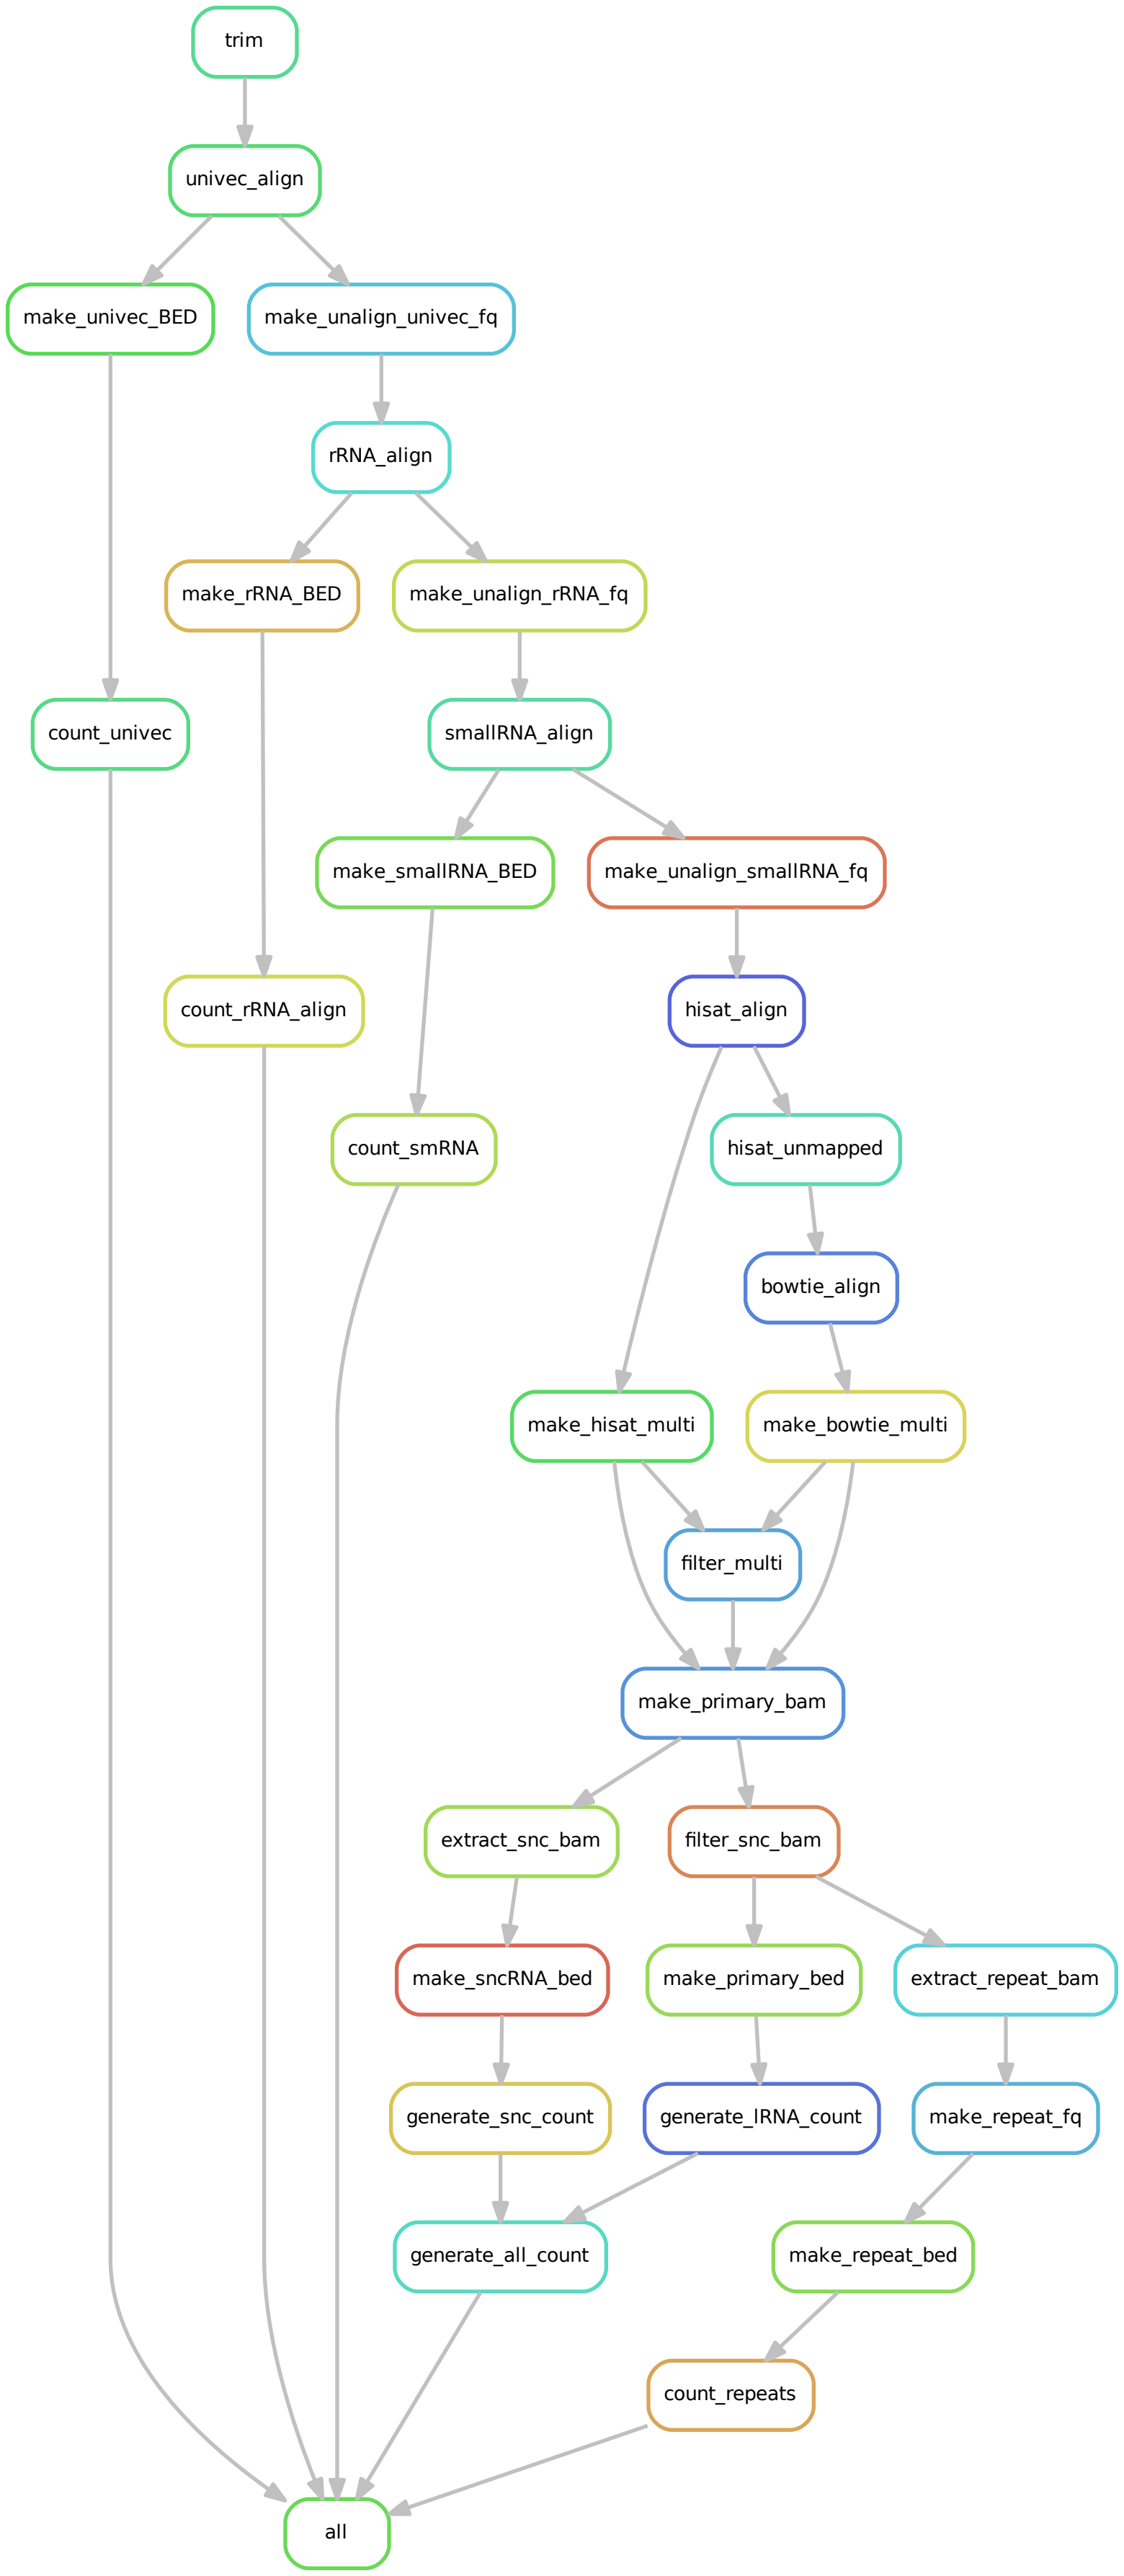 trim
univec_align
make_univec_BED
make_unalign_univec_fq
rRNA_align
make_rRNA_BED
make_unalign_rRNA_fq
count_univec
smallRNA_align
make_smallRNA_BED
make_unalign_smallRNA_fq
count_rRNA_align
hisat_align
count_smRNA
hisat_unmapped
bowtie_align
make_hisat_multi
make_bowtie_multi
filter_multi
make_primary_bam
extract_snc_bam
filter_snc_bam
make_sncRNA_bed
make_primary_bed
extract_repeat_bam
generate_snc_count
generate_lRNA_count
make_repeat_fq
generate_all_count
make_repeat_bed
count_repeats
all